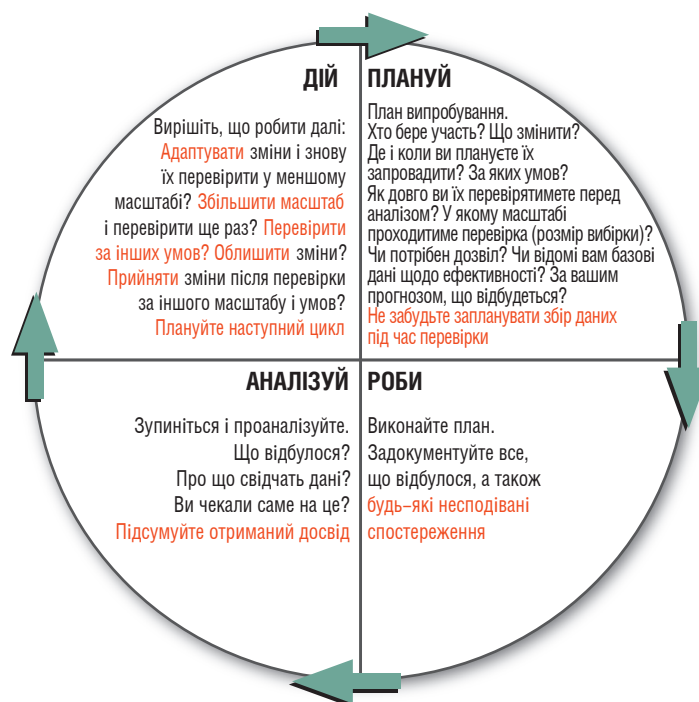 ДІЙ
Вирішіть, що робити далі:
Адаптувати зміни і знову
їх перевірити у меншому
масштабі? Збільшити масштаб
і перевірити ще раз? Перевірити
за інших умов? Облишити зміни?
Прийняти зміни після перевірки
за іншого масштабу і умов?
Плануйте наступний цикл
ПЛАНУЙ
План випробування.
Хто бере участь? Що змінити?
Де і коли ви плануєте їх
запровадити? За яких умов?
Як довго ви їх перевірятимете перед
аналізом? У якому масштабі
проходитиме перевірка (розмір вибірки)?
Чи потрібен дозвіл? Чи відомі вам базові
дані щодо ефективності? За вашим
прогнозом, що відбудеться?
Не забудьте запланувати збір даних
під час перевірки
АНАЛІЗУЙ
Зупиніться і проаналізуйте.
Що відбулося?
Про що свідчать дані?
Ви чекали саме на це?
Підсумуйте отриманий досвід
РОБИ
Виконайте план.
Задокументуйте все,
що відбулося, а також
будь–які несподівані
спостереження